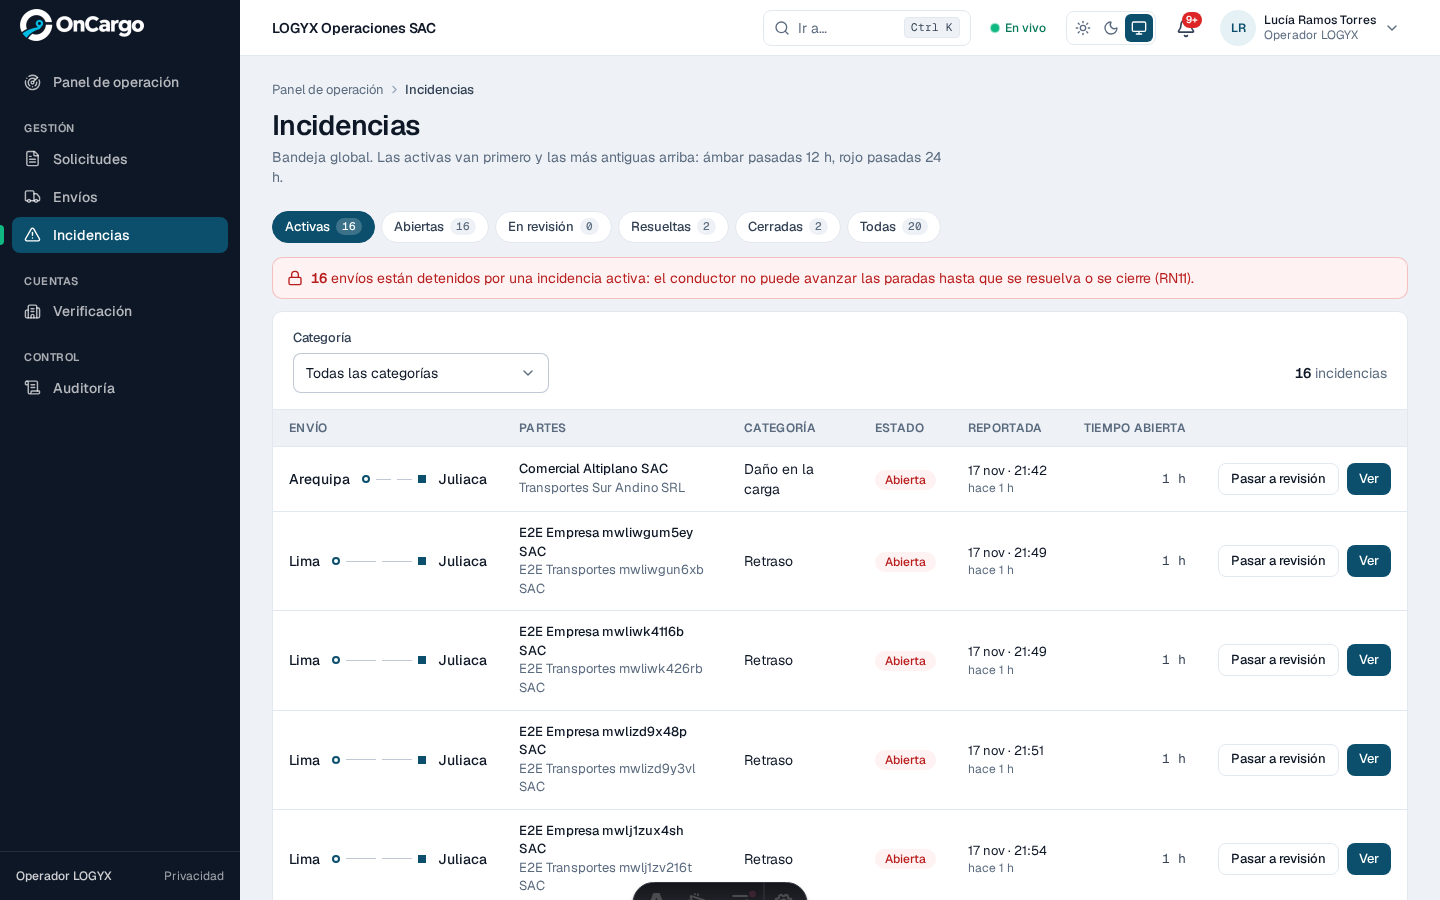 OnCargo
LOGYX Operaciones SAC
Ir a...
Ctrl K
En vivo
9+
LR
Lucía Ramos Torres
Operador LOGYX
Panel de operación
GESTIÓN
Solicitudes
Envíos
Incidencias
CUENTAS
Verificación
CONTROL
Auditoría
Operador LOGYX
Privacidad
Panel de operación > Incidencias
Incidencias
Bandeja global. Las activas van primero y las más antiguas arriba: ámbar pasadas 12 h, rojo pasadas 24
h.
Activas 16
Abiertas 16
En revisión 0
Resueltas 2
Cerradas 2
Todas 20
16 envíos están detenidos por una incidencia activa: el conductor no puede avanzar las paradas hasta que se resuelva o se cierre (RN11).
Categoría
Todas las categorías
16 incidencias
ENVÍO PARTES CATEGORÍA ESTADO REPORTADA TIEMPO ABIERTA
Arequipa Juliaca
Comercial Altiplano SAC
Transportes Sur Andino SRL
Daño en la
carga
Abierta
17 nov · 21:42
hace 1 h
1 h
Pasar a revisión
Ver
Lima Juliaca
E2E Empresa mwliwgum5ey
SAC
E2E Transportes mwliwgun6xb
SAC
Retraso
Abierta
17 nov · 21:49
hace 1 h
1 h
Pasar a revisión
Ver
Lima Juliaca
E2E Empresa mwliwk4116b
SAC
E2E Transportes mwliwk426rb
SAC
Retraso
Abierta
17 nov · 21:49
hace 1 h
1 h
Pasar a revisión
Ver
Lima Juliaca
E2E Empresa mwlizd9x48p
SAC
E2E Transportes mwlizd9y3vl
SAC
Retraso
Abierta
17 nov · 21:51
hace 1 h
1 h
Pasar a revisión
Ver
Lima Juliaca
E2E Empresa mwlj1zux4sh
SAC
E2E Transportes mwlj1zv216t
SAC
Retraso
Abierta
17 nov · 21:54
hace 1 h
1 h
Pasar a revisión
Ver